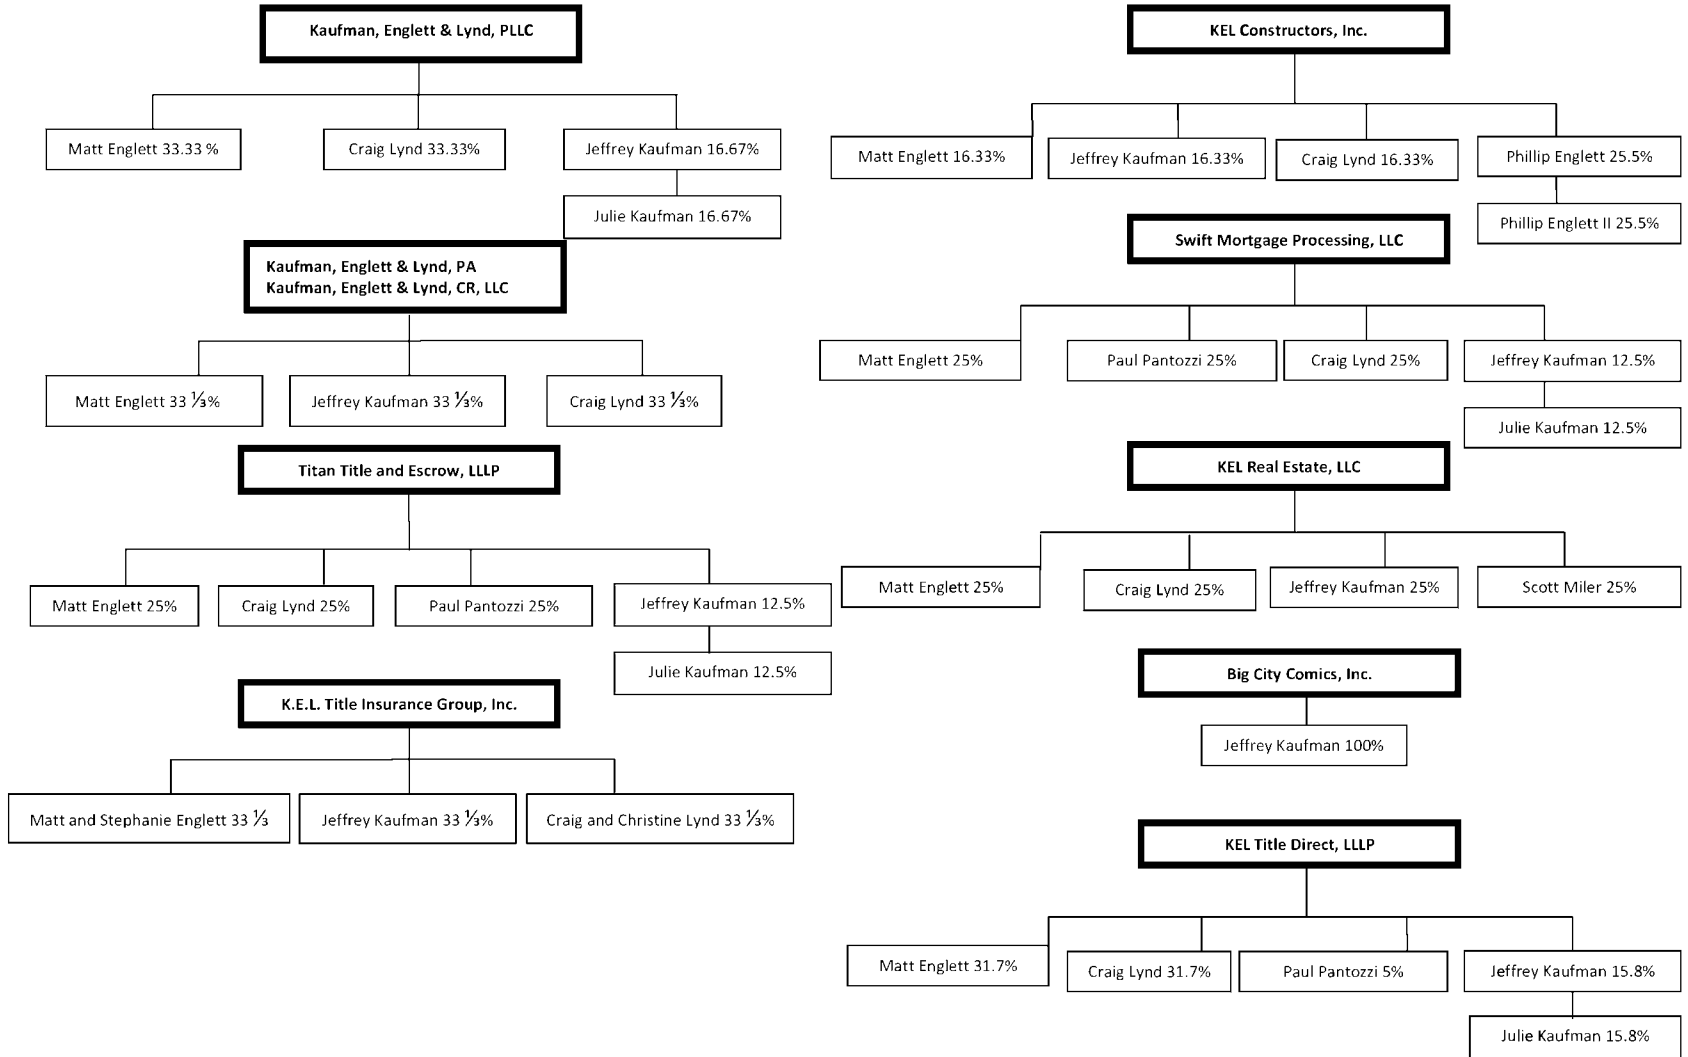 Kaufman, Englett & Lynd, PLLC
Matt Englett 33.33 %
Craig Lynd 33.33%
Jeffrey Kaufman 16.67%
Julie Kaufman 16.67%
Kaufman, Englett & Lynd, PA
Kaufman, Englett & Lynd, CR, LLC
Matt Englett 33 ⅓%
Jeffrey Kaufman 33 ⅓%
Craig Lynd 33 ⅓%
Titan Title and Escrow, LLLP
Matt Englett 25%
Craig Lynd 25%
Paul Pantozzi 25%
Jeffrey Kaufman 12.5%
Julie Kaufman 12.5%
K.E.L. Title Insurance Group, Inc.
Matt and Stephanie Englett 33 ⅓
Jeffrey Kaufman 33 ⅓%
Craig and Christine Lynd 33 ⅓%
KEL Constructors, Inc.
Matt Englett 16.33%
Jeffrey Kaufman 16.33%
Craig Lynd 16.33%
Phillip Englett 25.5%
Phillip Englett II 25.5%
Swift Mortgage Processing, LLC
Matt Englett 25%
Paul Pantozzi 25%
Craig Lynd 25%
Jeffrey Kaufman 12.5%
Julie Kaufman 12.5%
KEL Real Estate, LLC
Matt Englett 25%
Craig Lynd 25%
Jeffrey Kaufman 25%
Scott Miler 25%
Big City Comics, Inc.
Jeffrey Kaufman 100%
KEL Title Direct, LLLP
Matt Englett 31.7%
Craig Lynd 31.7%
Paul Pantozzi 5%
Jeffrey Kaufman 15.8%
Julie Kaufman 15.8%